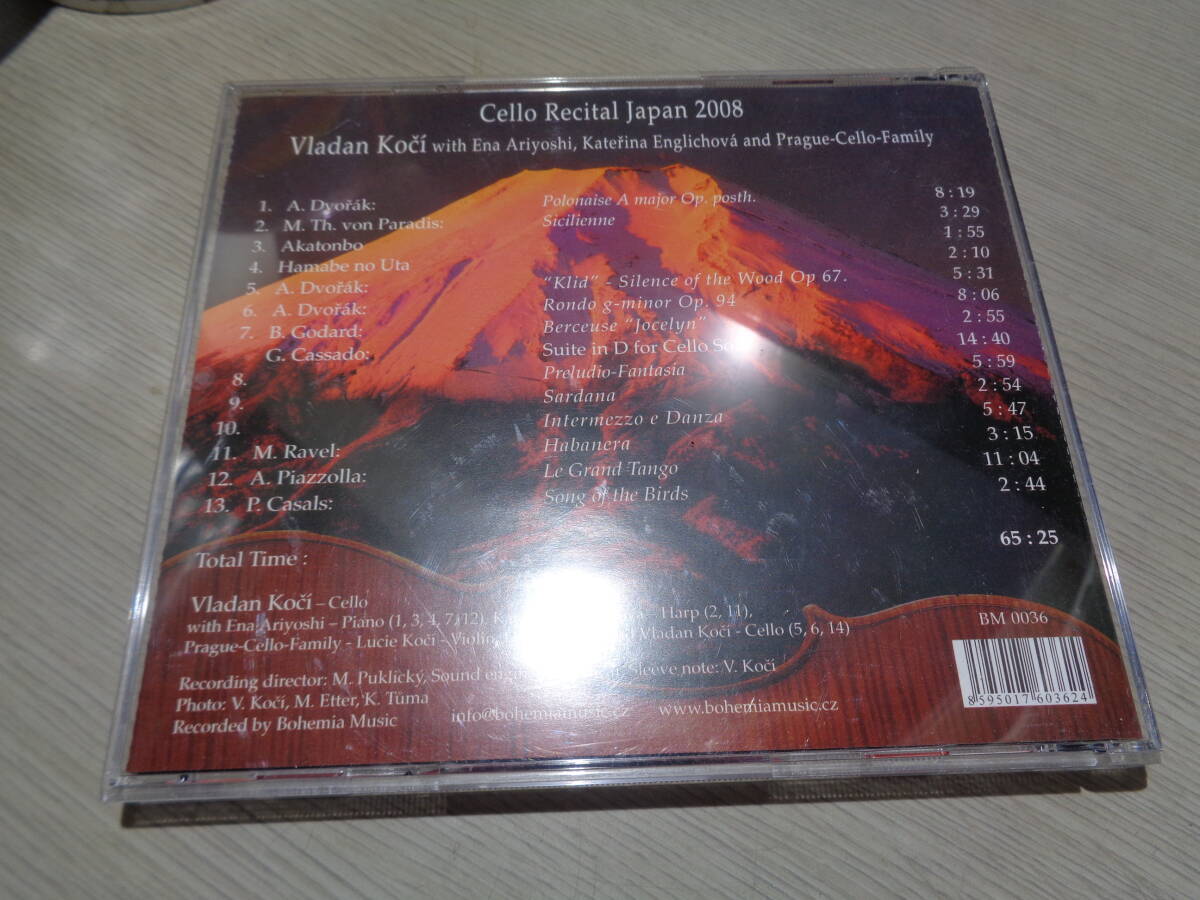 Cello Recital Japan 2008
Vladan Kočí with Ena Ariyoshi, Kateřina Englichová and Prague-Cello-Family
1. A. Dvořák: Polonaise A major Op. posth. 8 : 19
2. M. Th. von Paradis: Sicilienne 3 : 29
3. Akatonbo 1 : 55
4. Hamabe no Uta 2 : 10
5. A. Dvořák: "Klid" - Silence of the Wood Op 67. 5 : 31
6. A. Dvořák: Rondo g-minor Op. 94 8 : 06
7. B. Godard: Berceuse "Jocelyn" 2 : 55
G. Cassado: Suite in D for Cello 14 : 40
8. Preludio-Fantasia 5 : 59
9. Sardana 2 : 54
10. Intermezzo e Danza 5 : 47
11. M. Ravel: Habanera 3 : 15
12. A. Piazzolla: Le Grand Tango 11 : 04
13. P. Casals: Song of the Birds 2 : 44
Total Time : 65 : 25
Vladan Kočí – Cello
with Ena Ariyoshi – Piano (1, 3, 4, 7, 12), - Harp (2, 11),
Prague-Cello-Family - Lucie Kočí - Violin, Vladan Kočí - Cello (5, 6, 14)
BM 0036
Recording director: M. Puklický, Sound Sleeve note: V. Kočí
Photo: V. Kočí, M. Etter, K. Tůma
Recorded by Bohemia Music info@bohemiamusic.cz www.bohemiamusic.cz
8 595017 603624